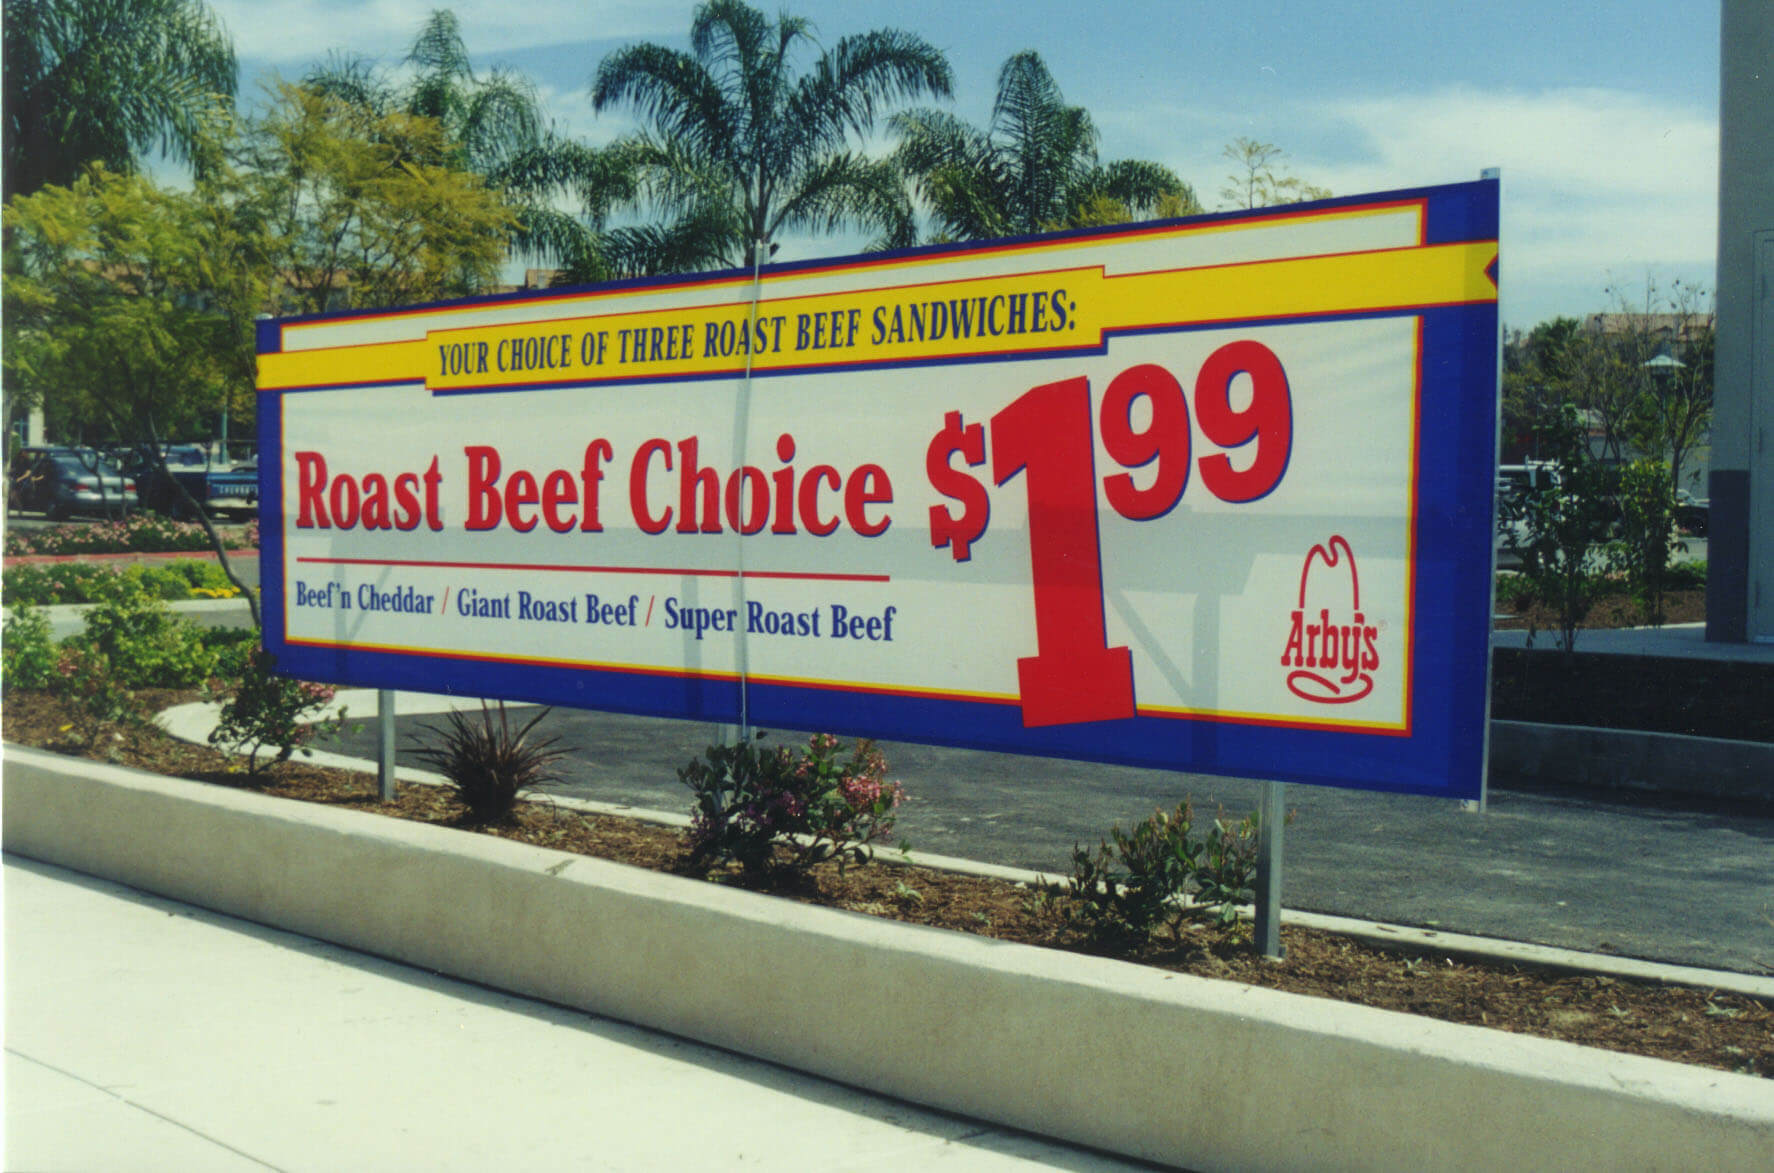 YOUR CHOICE OF THREE ROAST BEEF SANDWICHES:
Roast Beef Choice $1 99
Beef'n Cheddar / Giant Roast Beef / Super Roast Beef
Arby's®